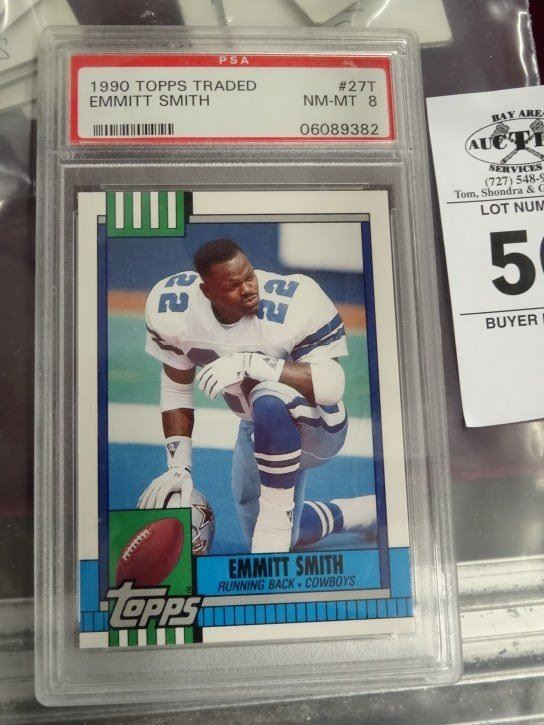 PSA
1990 TOPPS TRADED #27T
EMMITT SMITH NM-MT 8
06089382
22 22
EMMITT SMITH
RUNNING BACK • COWBOYS
TOPPS
BAY AREA
AUCTION
SERVICES
(727) 548-9
Tom, Shondra &
LOT NUM
BUYER